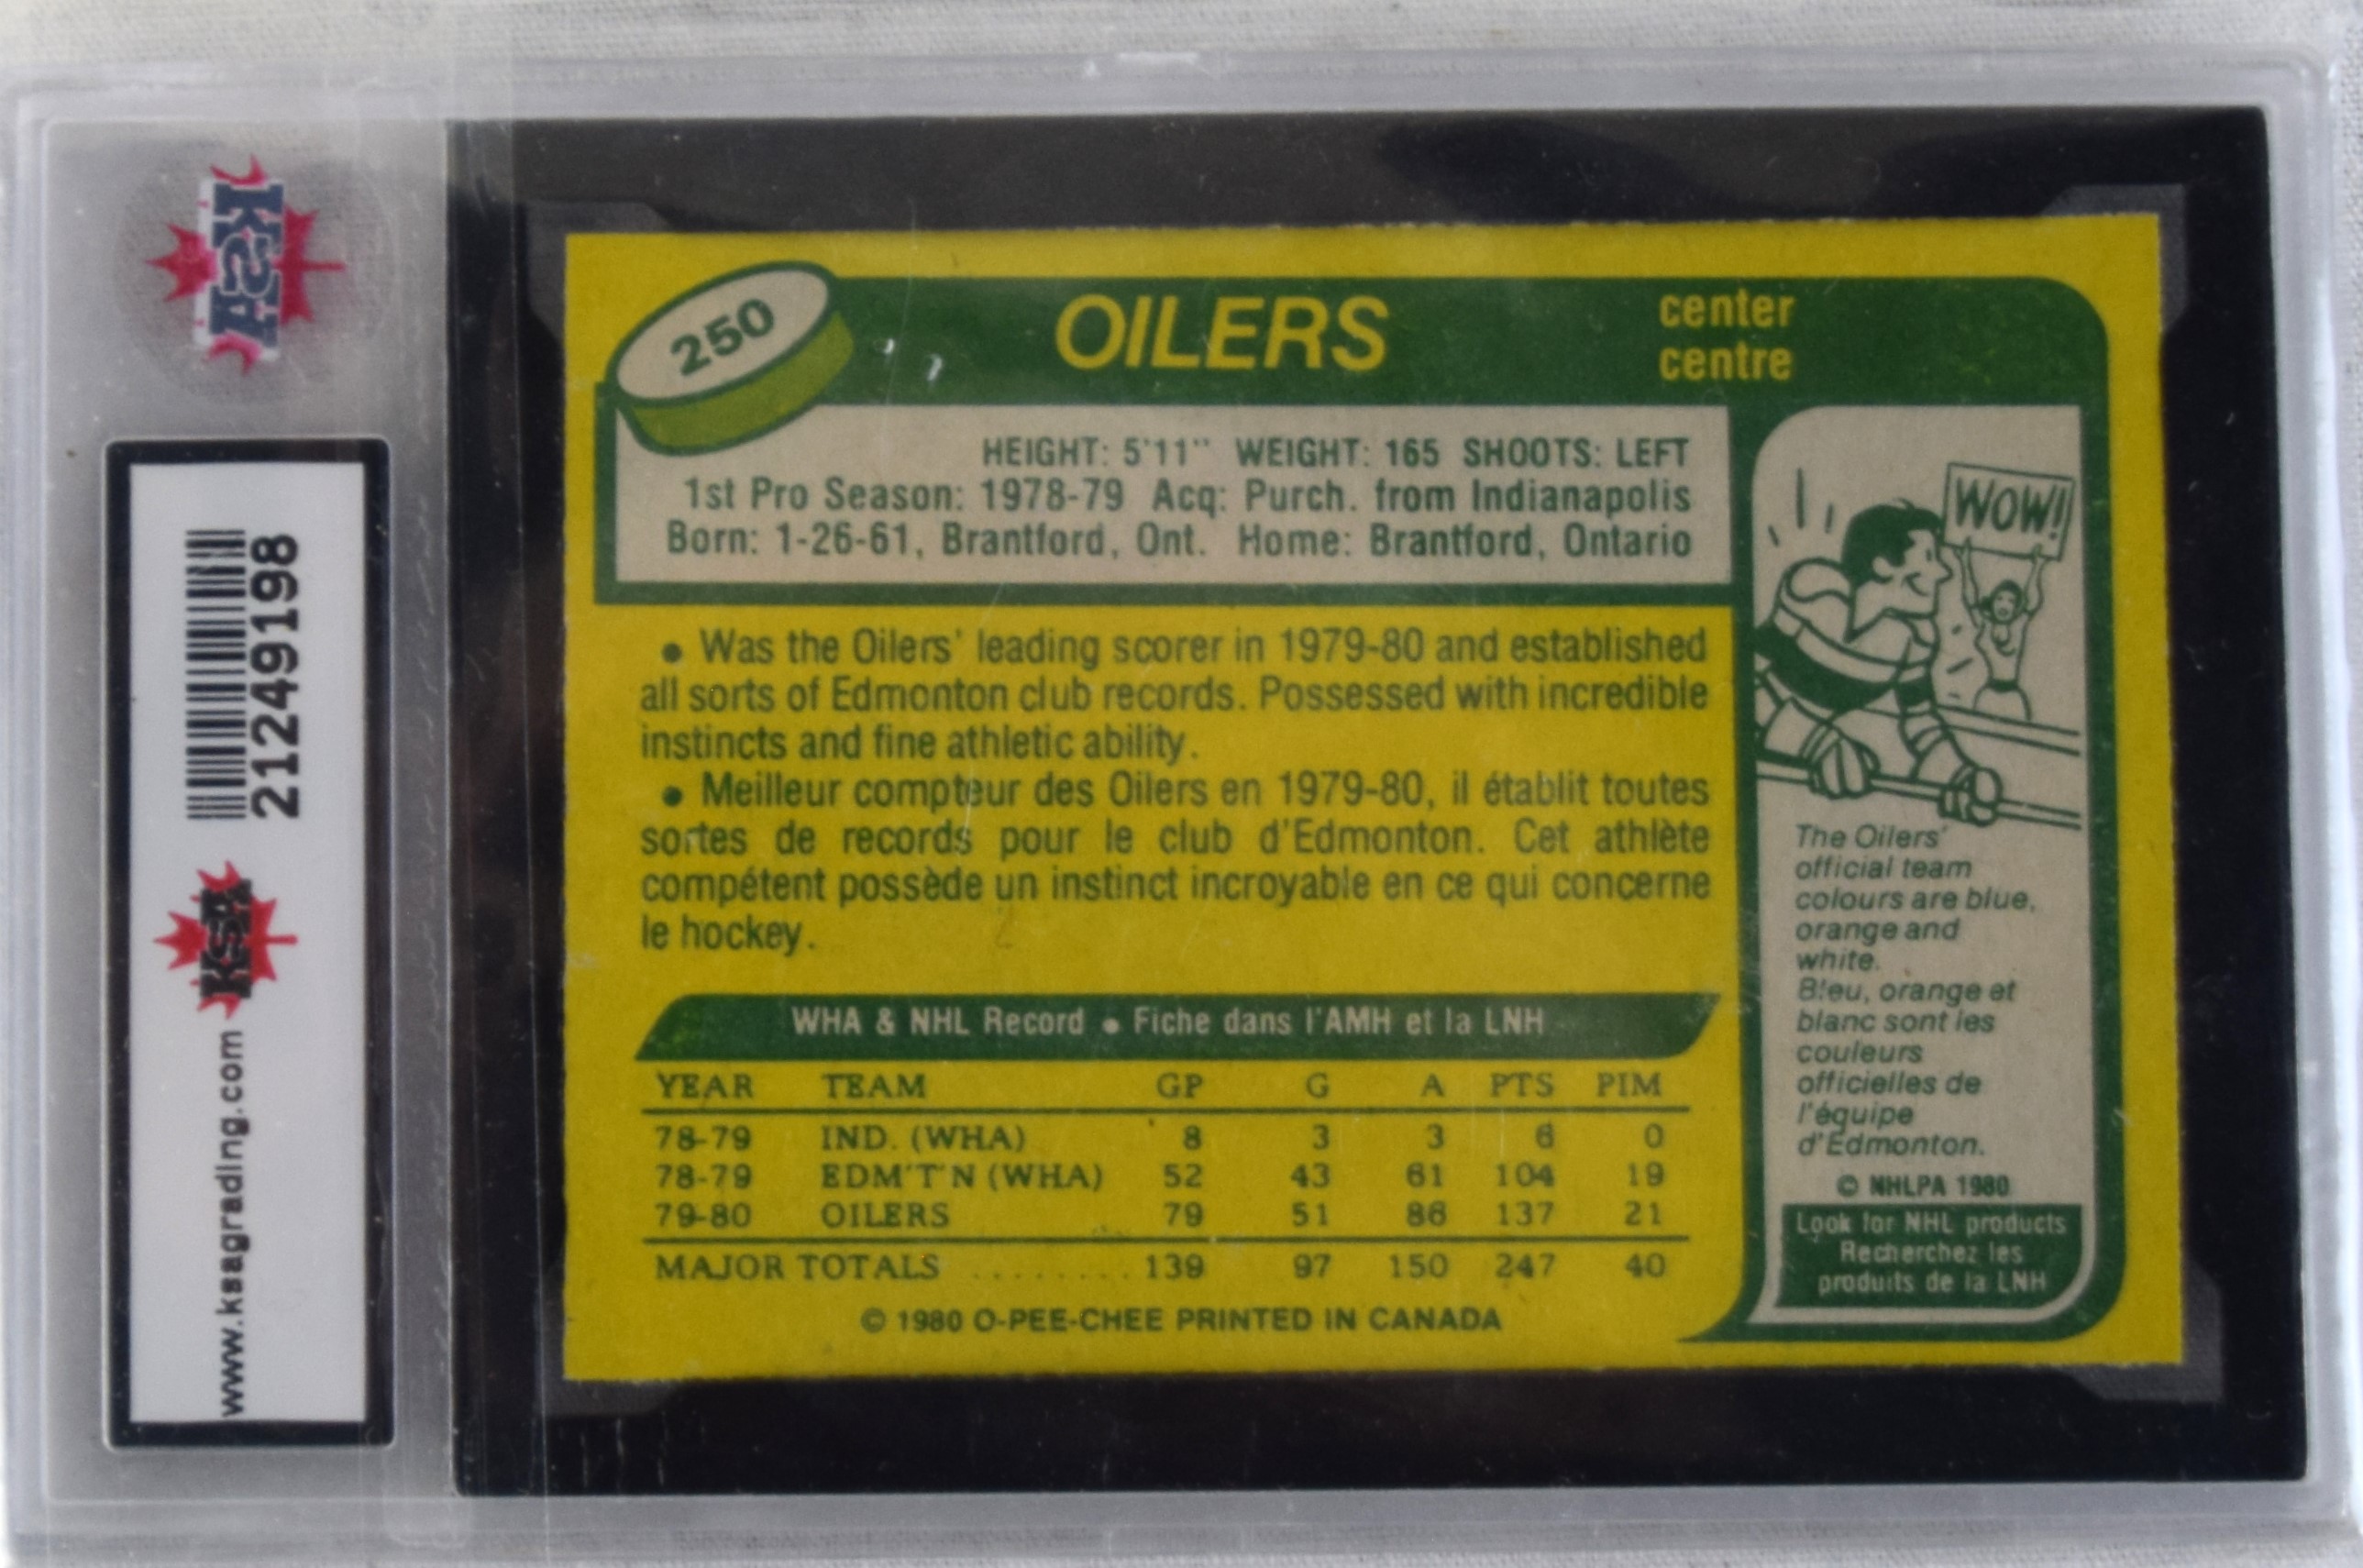 KSA
212491198
KSA
www.ksagrading.com
250
OILERS
center
centre
HEIGHT: 5'11" WEIGHT: 165 SHOOTS: LEFT
1st Pro Season: 1978-79 Acq: Purch. from Indianapolis
Born: 1-26-61, Brantford, Ont. Home: Brantford, Ontario
• Was the Oilers' leading scorer in 1979-80 and established
all sorts of Edmonton club records. Possessed with incredible
instincts and fine athletic ability.
• Meilleur compteur des Oilers en 1979-80, il établit toutes
sortes de records pour le club d'Edmonton. Cet athlète
compétent possède un instinct incroyable en ce qui concerne
le hockey.
WHA & NHL Record • Fiche dans l'AMH et la LNH
YEAR TEAM GP G A PTS PIM
78-79 IND. (WHA) 8 3 3 6 0
78-79 EDM'T'N (WHA) 52 43 61 104 19
79-80 OILERS 79 51 86 137 21
MAJOR TOTALS ........ 139 97 150 247 40
© 1980 O-PEE-CHEE PRINTED IN CANADA
WOW!
The Oilers'
official team
colours are blue,
orange and
white.
Bleu, orange et
blanc sont les
couleurs
officielles de
l'équipe
d'Edmonton.
© NHLPA 1980
Look for NHL products
Recherchez les
produits de la LNH